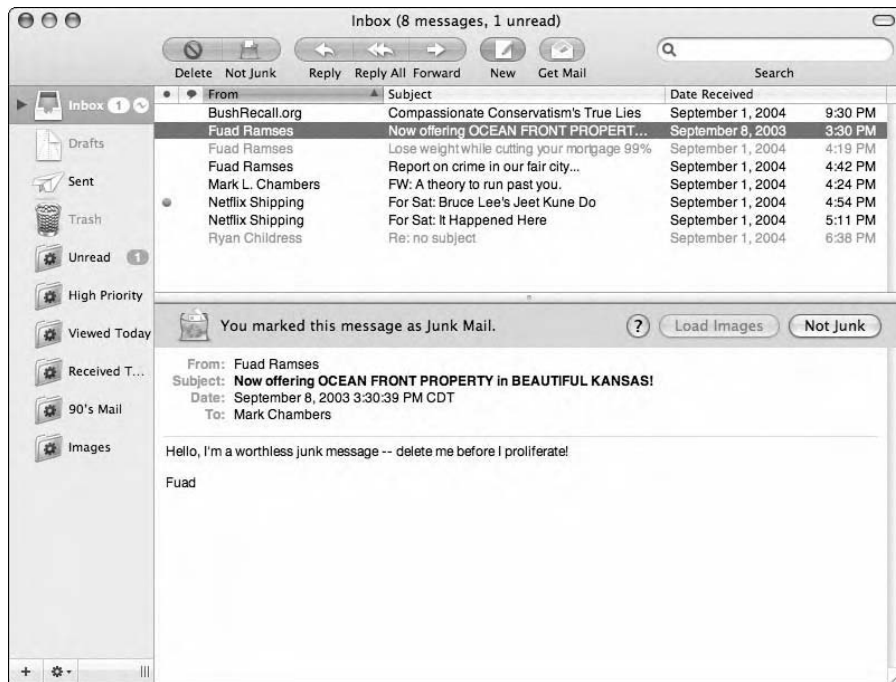 Inbox (8 messages, 1 unread)
Delete Not Junk Reply Reply All Forward New Get Mail Search
From Subject Date Received
BushRecall.org Compassionate Conservatism's True Lies September 1, 2004 9:30 PM
Fuad Ramses Now offering OCEAN FRONT PROPERT... September 8, 2003 3:30 PM
Fuad Ramses Lose weight while cutting your mortgage 99% September 1, 2004 4:19 PM
Fuad Ramses Report on crime in our fair city... September 1, 2004 4:42 PM
Mark L. Chambers FW: A theory to run past you. September 1, 2004 4:24 PM
Netflix Shipping For Sat: Bruce Lee's Jeet Kune Do September 1, 2004 4:54 PM
Netflix Shipping For Sat: It Happened Here September 1, 2004 5:11 PM
Ryan Childress Re: no subject September 1, 2004 6:38 PM
Inbox 1
Drafts
Sent
Trash
Unread 1
High Priority
Viewed Today
Received T...
90's Mail
Images
You marked this message as Junk Mail. ? Load Images Not Junk
From: Fuad Ramses
Subject: Now offering OCEAN FRONT PROPERTY in BEAUTIFUL KANSAS!
Date: September 8, 2003 3:30:39 PM CDT
To: Mark Chambers
Hello, I'm a worthless junk message -- delete me before I proliferate!
Fuad